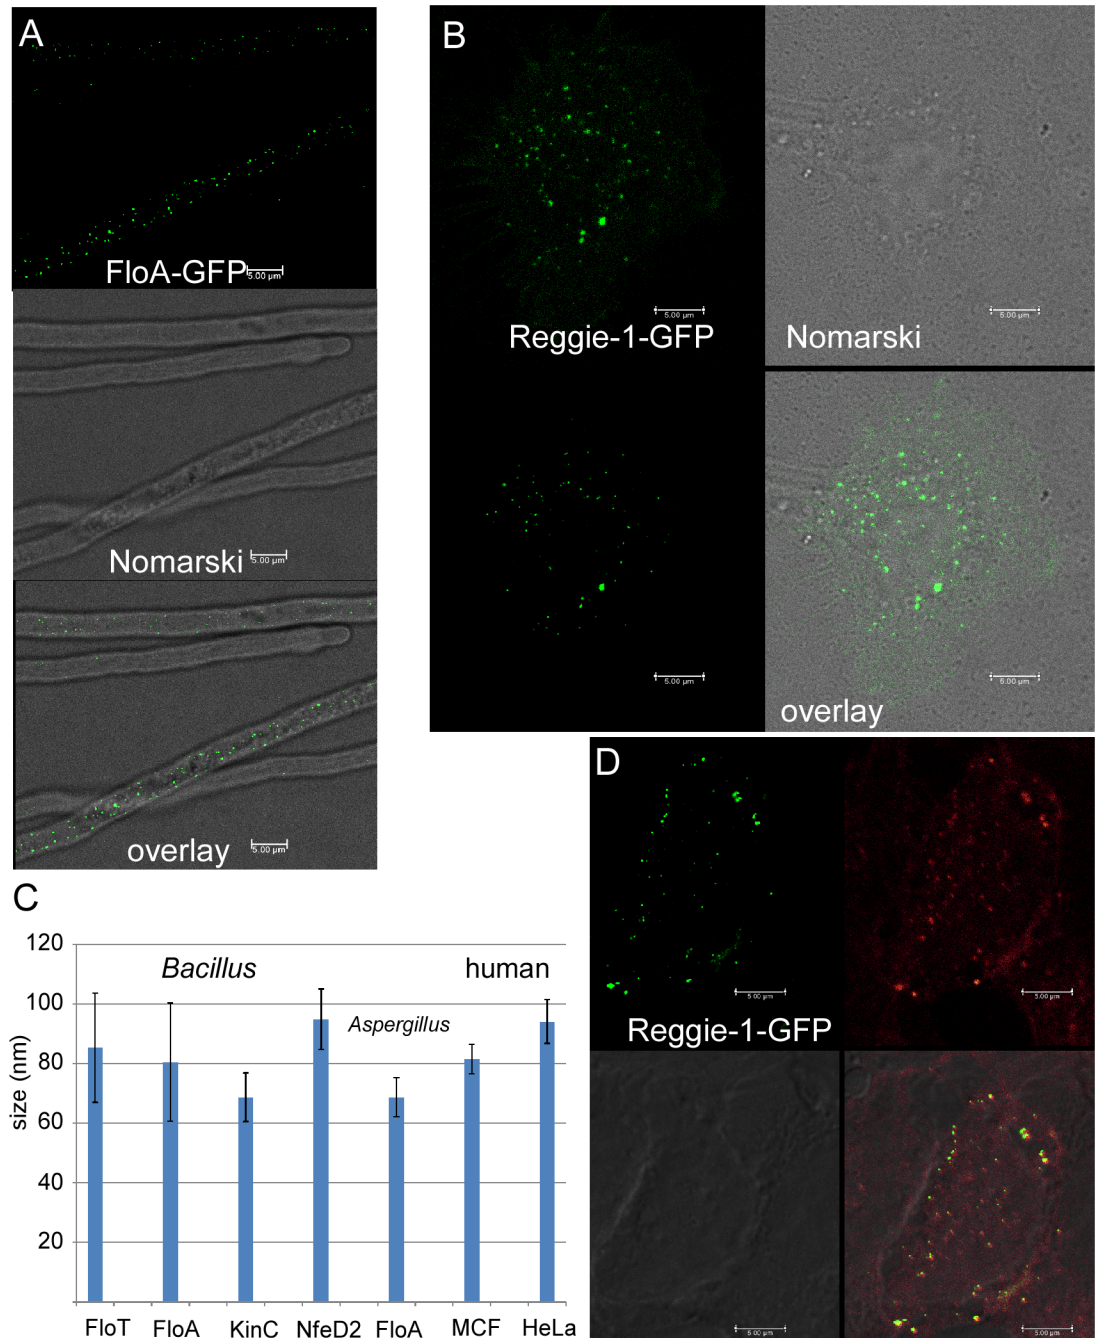 A
FloA-GFP
5.00 µm
Nomarski
5.00 µm
overlay
5.00 µm
B
Reggie-1-GFP
5.00 µm
Nomarski
5.00 µm
5.00 µm
overlay
5.00 µm
C
120
100
80
60
40
20
size (nm)
Bacillus
Aspergillus
human
FloT FloA KinC NfeD2 FloA MCF HeLa
D
Reggie-1-GFP
5.00 µm
5.00 µm
5.00 µm
5.00 µm